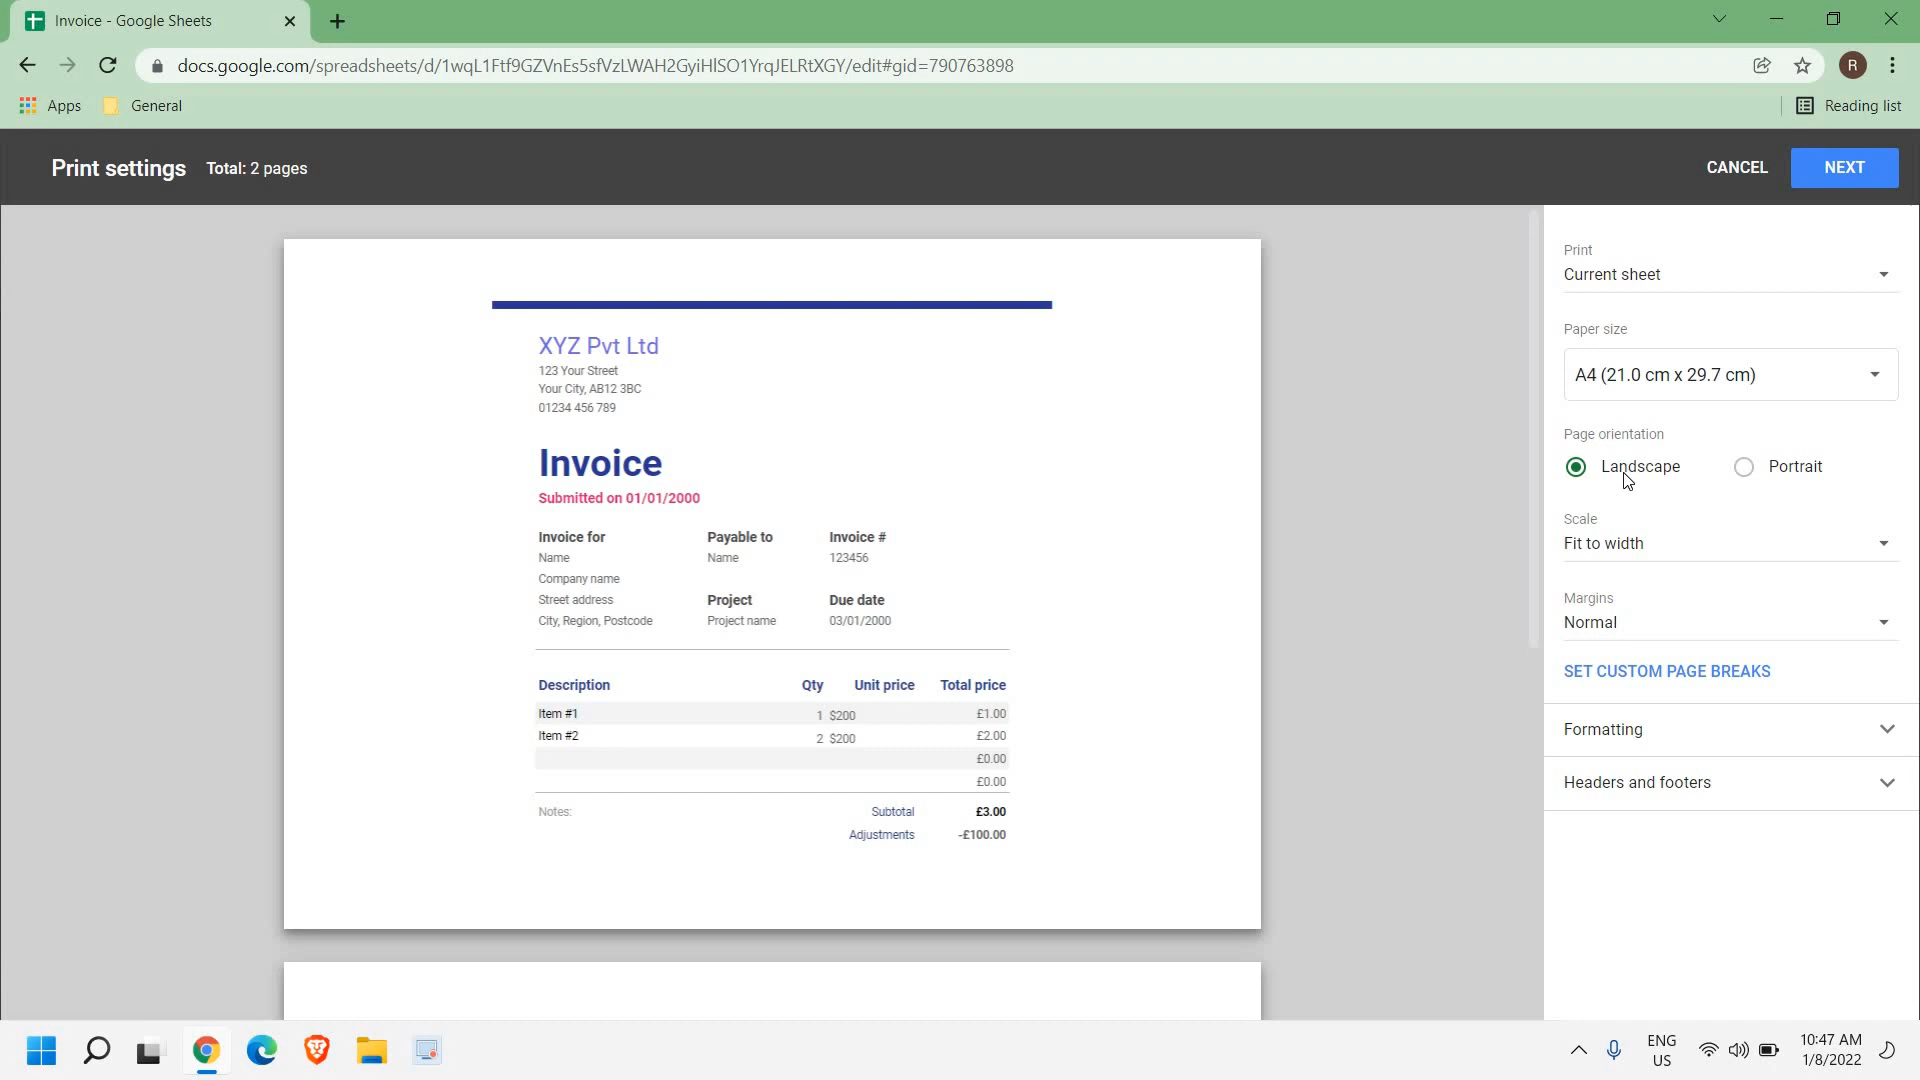 Invoice - Google Sheets
docs.google.com/spreadsheets/d/1wqL1Ftf9GZVnEs5sfVzLWAH2GyiHlSO1YrqJELRtXGY/edit#gid=790763898
R
Apps
General
Reading list
Print settings
Total: 2 pages
CANCEL
NEXT
XYZ Pvt Ltd
123 Your Street
Your City, AB12 3BC
01234 456 789
Invoice
Submitted on 01/01/2000
Invoice for Payable to Invoice #
Name Name 123456
Company name
Street address Project Due date
City, Region, Postcode Project name 03/01/2000
Description Qty Unit price Total price
Item #1 1 $200 £1.00
Item #2 2 $200 £2.00
£0.00
£0.00
Notes: Subtotal £3.00
Adjustments -£100.00
Print
Current sheet
Paper size
A4 (21.0 cm x 29.7 cm)
Page orientation
Landscape Portrait
Scale
Fit to width
Margins
Normal
SET CUSTOM PAGE BREAKS
Formatting
Headers and footers
ENG
US
10:47 AM
1/8/2022